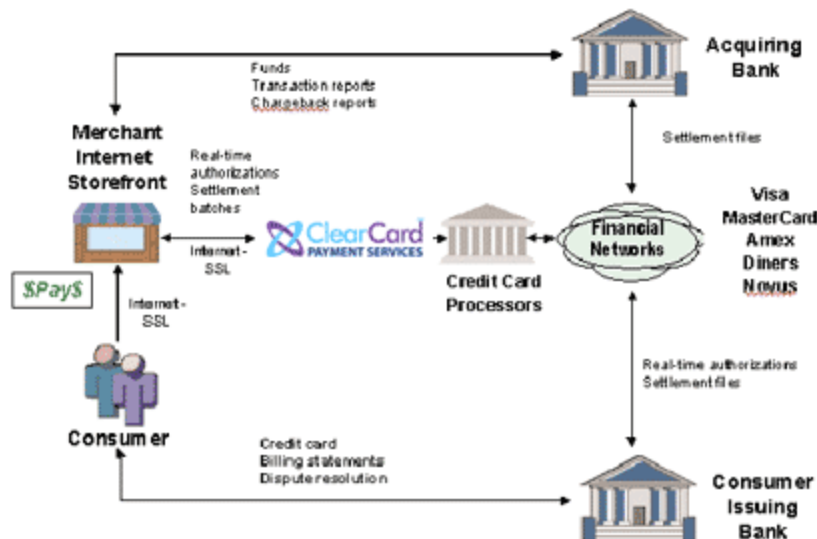 Acquiring
Bank
Funds
Transaction reports
Chargeback reports
Merchant
Internet
Storefront
Real-time
authorizations
Settlement
batches
Settlement files
ClearCard
PAYMENT SERVICES
Internet -
SSL
Financial
Networks
Visa
MasterCard
Amex
Diners
Novus
Credit Card
Processors
$Pay$
Internet -
SSL
Real-time authorizations
Settlement files
Consumer
Credit card
Billing statements
Dispute resolution
Consumer
Issuing
Bank